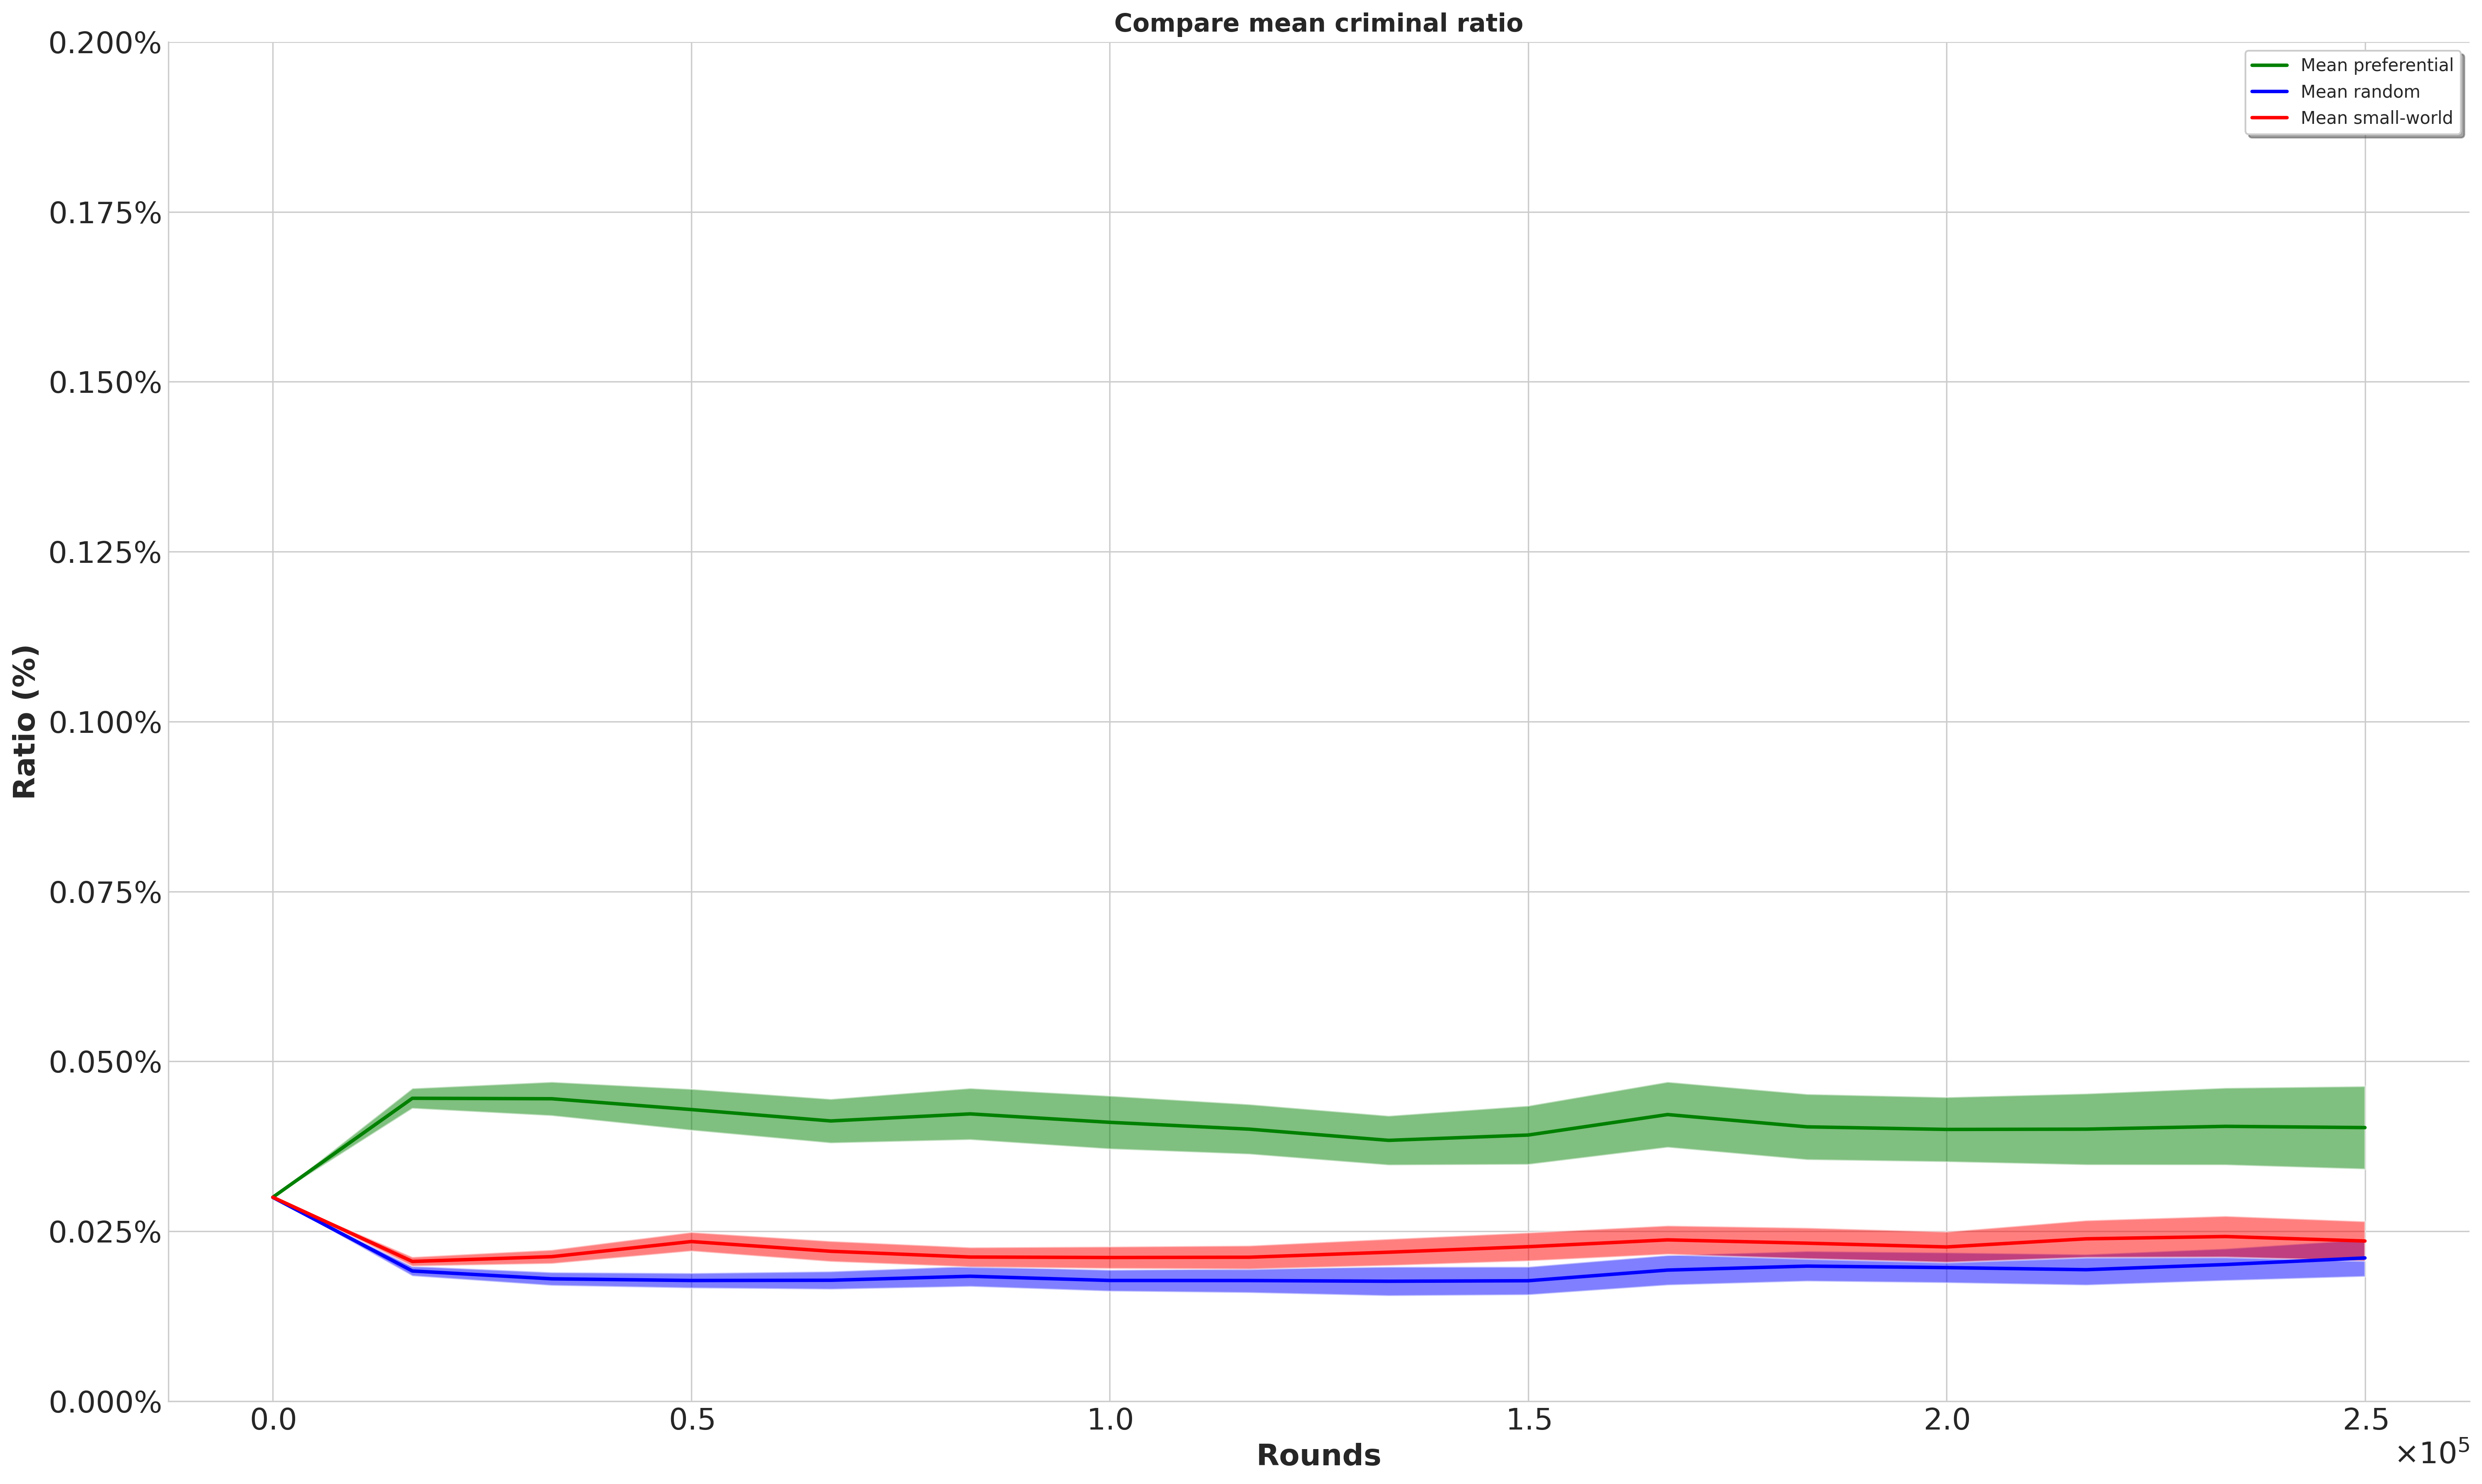 Compare mean criminal ratio
0.200%
0.175%
0.150%
0.125%
0.100%
0.075%
0.050%
0.025%
0.000%
Ratio (%)
Mean preferential
Mean random
Mean small-world
0.0 0.5 1.0 1.5 2.0 2.5
Rounds
×10⁵